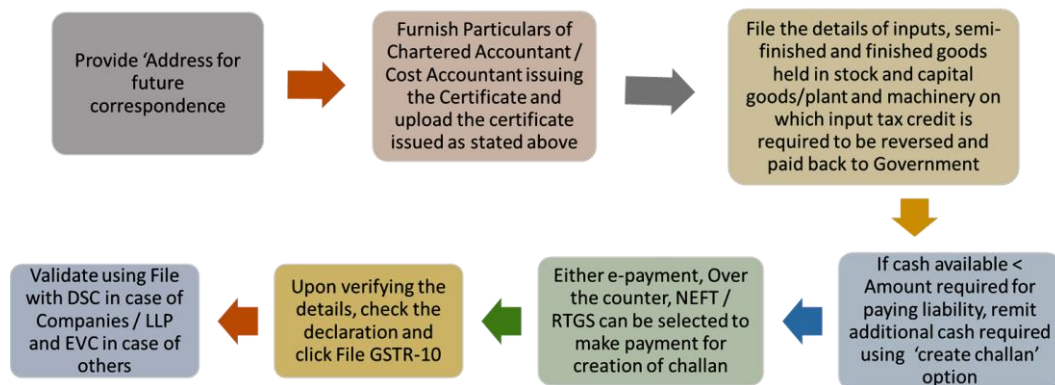 Provide ‘Address for
future
correspondence
Furnish Particulars of
Chartered Accountant /
Cost Accountant issuing
the Certificate and
upload the certificate
issued as stated above
File the details of inputs, semi-
finished and finished goods
held in stock and capital
goods/plant and machinery on
which input tax credit is
required to be reversed and
paid back to Government
If cash available <
Amount required for
paying liability, remit
additional cash required
using ‘create challan’
option
Either e-payment, Over
the counter, NEFT /
RTGS can be selected to
make payment for
creation of challan
Upon verifying the
details, check the
declaration and
click File GSTR-10
Validate using File
with DSC in case of
Companies / LLP
and EVC in case of
others